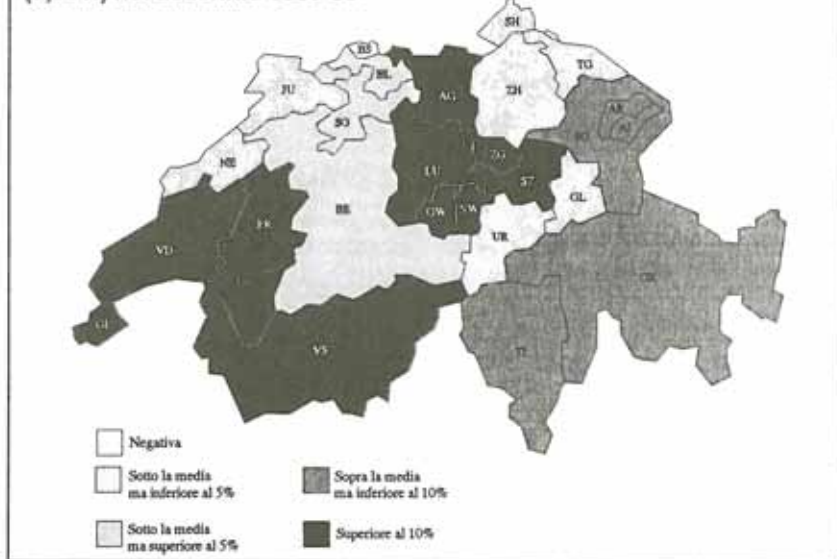 SH
BS
TG
BL
JU
ZH
AG
AR
SO
SG
AI
ZG
NE
LU
SZ
GL
OW
NW
BE
FR
UR
VD
GR
GE
VS
TI
Negativa
Sotto la media
ma inferiore al 5%
Sopra la media
ma inferiore al 10%
Sotto la media
ma superiore al 5%
Superiore al 10%